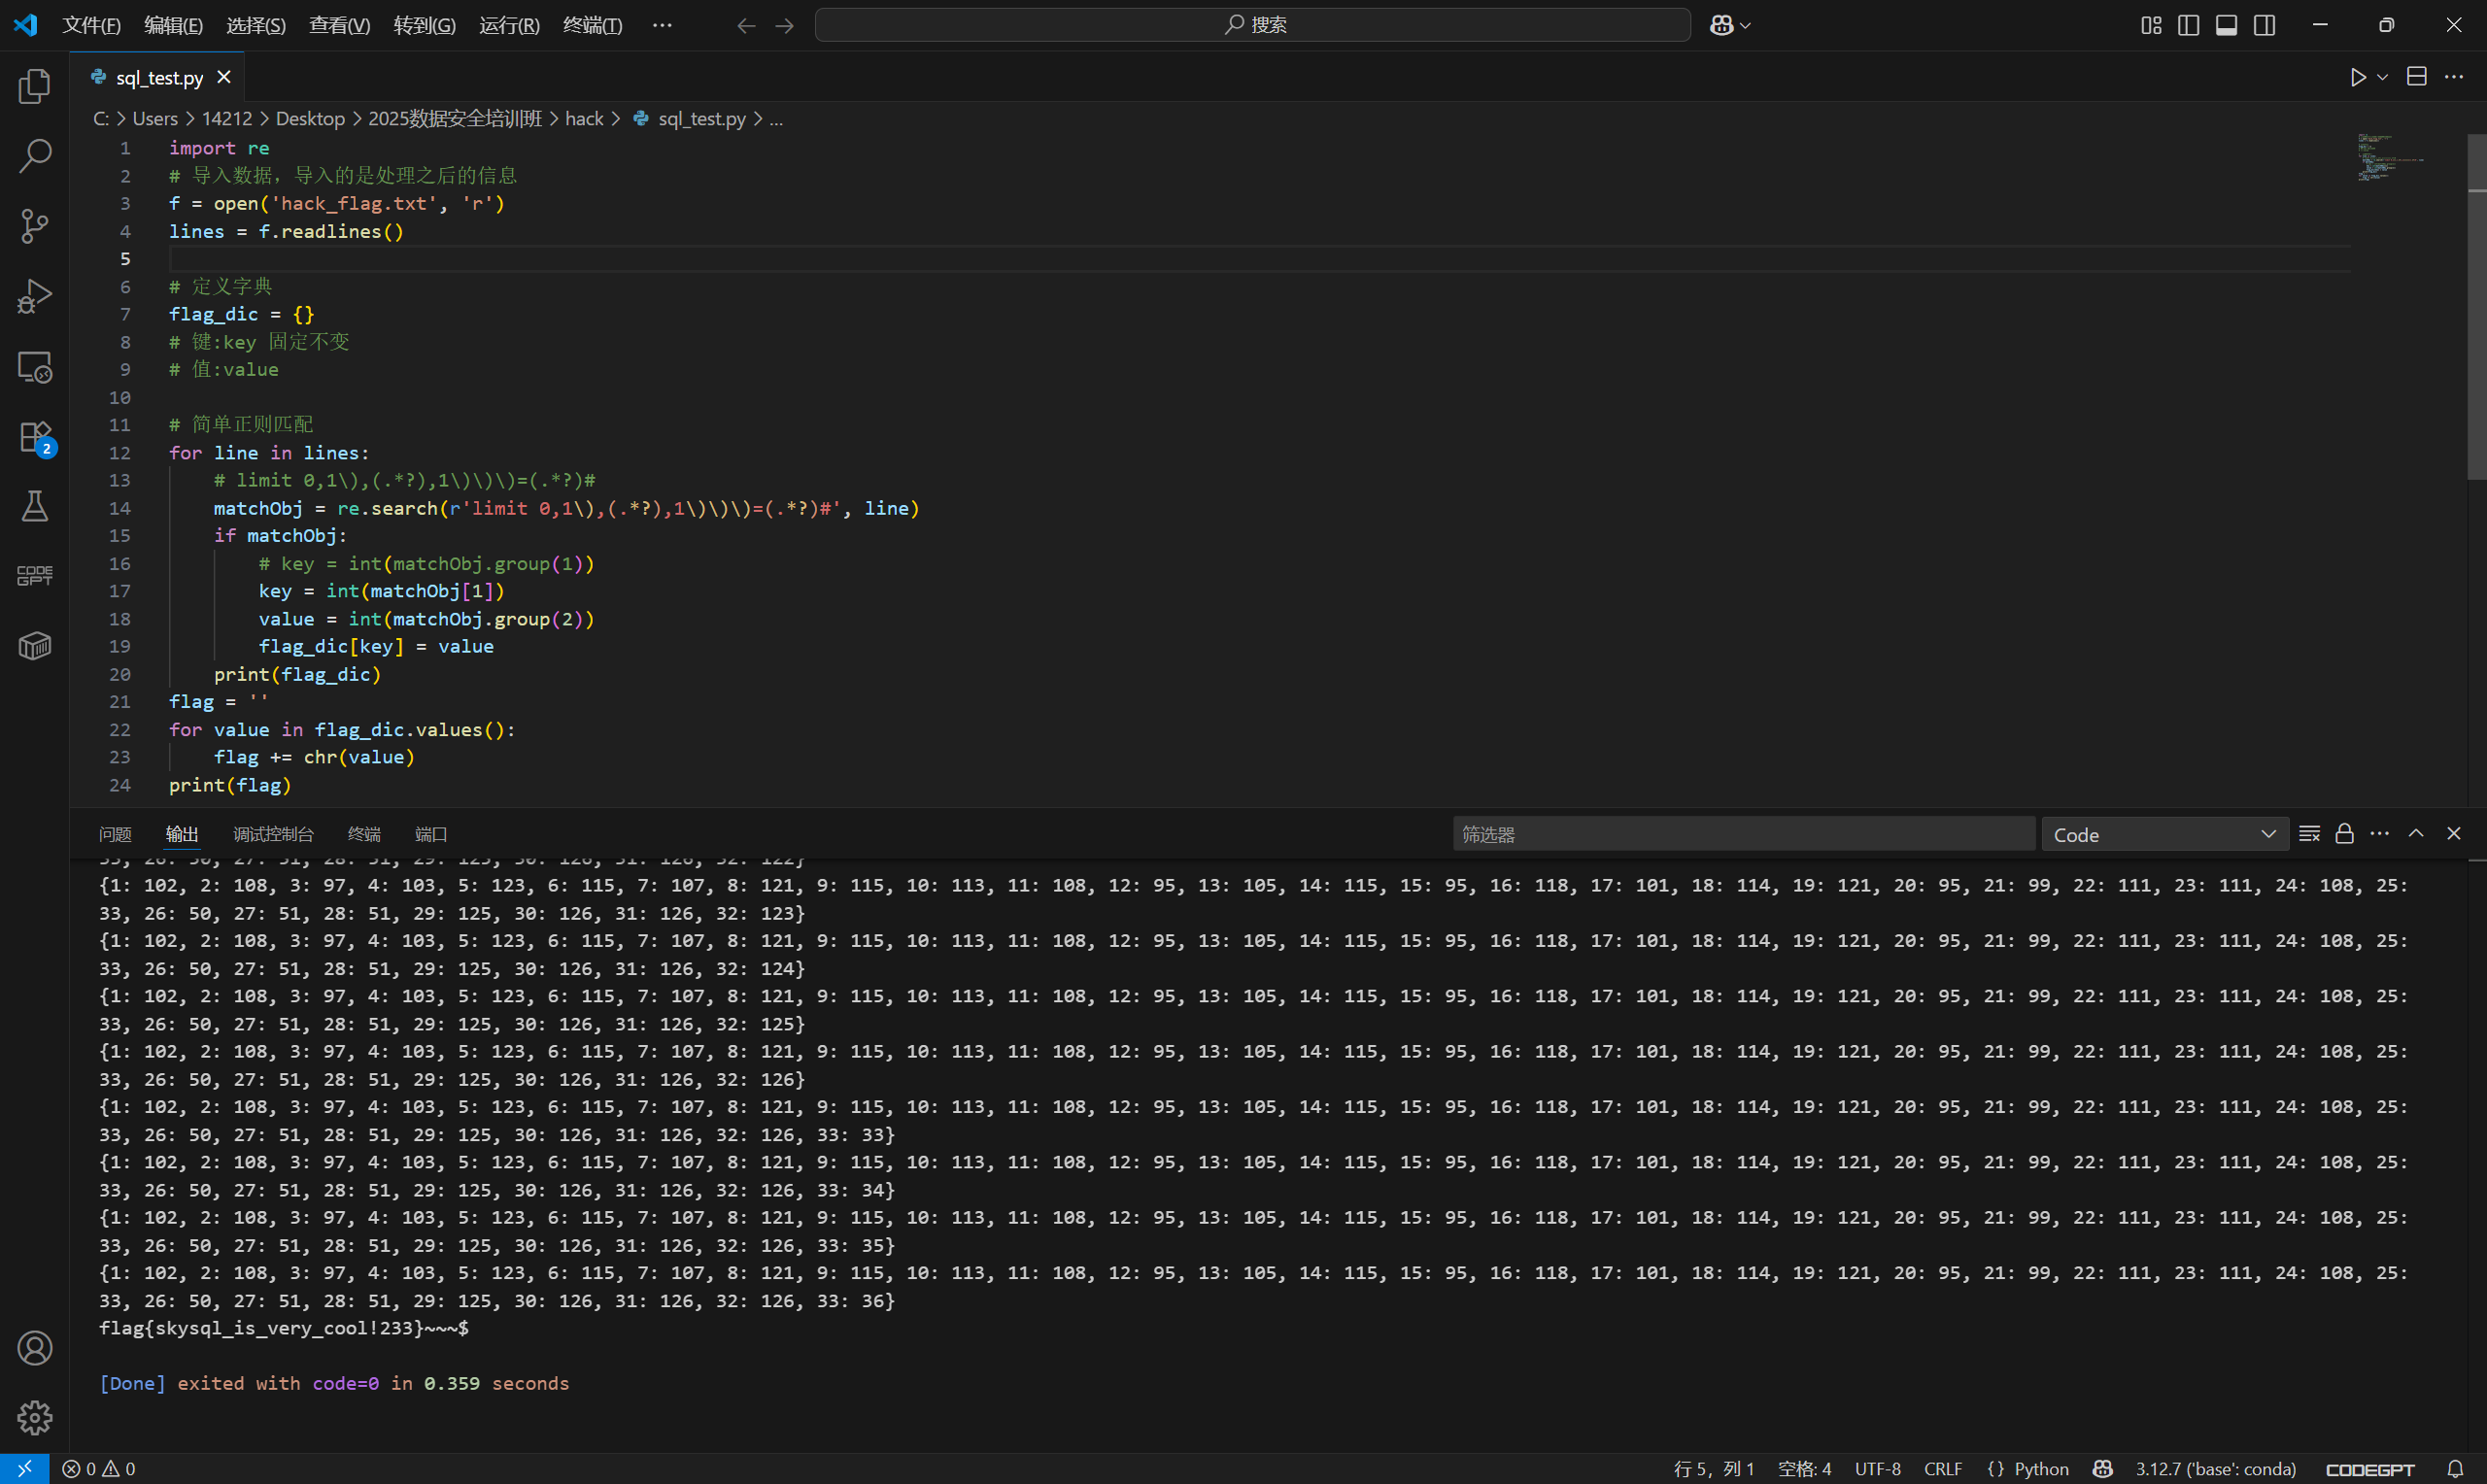 文件(F) 编辑(E) 选择(S) 查看(V) 转到(G) 运行(R) 终端(T) ··· 搜索
sql_test.py
C: > Users > 14212 > Desktop > 2025数据安全培训班 > hack > sql_test.py > ...
1 import re
2 # 导入数据，导入的是处理之后的信息
3 f = open('hack_flag.txt', 'r')
4 lines = f.readlines()
5
6 # 定义字典
7 flag_dic = {}
8 # 键:key 固定不变
9 # 值:value
10
11 # 简单正则匹配
12 for line in lines:
13     # limit 0,1\),(.*?),1\)\)\)=(.*?)#
14     matchObj = re.search(r'limit 0,1\),(.*?),1\)\)\)=(.*?)#', line)
15     if matchObj:
16         # key = int(matchObj.group(1))
17         key = int(matchObj[1])
18         value = int(matchObj.group(2))
19         flag_dic[key] = value
20     print(flag_dic)
21 flag = ''
22 for value in flag_dic.values():
23     flag += chr(value)
24 print(flag)
2
CODE GPT
问题 输出 调试控制台 终端 端口 筛选器 Code
33, 26: 50, 27: 51, 28: 51, 29: 125, 30: 126, 31: 126, 32: 122}
{1: 102, 2: 108, 3: 97, 4: 103, 5: 123, 6: 115, 7: 107, 8: 121, 9: 115, 10: 113, 11: 108, 12: 95, 13: 105, 14: 115, 15: 95, 16: 118, 17: 101, 18: 114, 19: 121, 20: 95, 21: 99, 22: 111, 23: 111, 24: 108, 25:
33, 26: 50, 27: 51, 28: 51, 29: 125, 30: 126, 31: 126, 32: 123}
{1: 102, 2: 108, 3: 97, 4: 103, 5: 123, 6: 115, 7: 107, 8: 121, 9: 115, 10: 113, 11: 108, 12: 95, 13: 105, 14: 115, 15: 95, 16: 118, 17: 101, 18: 114, 19: 121, 20: 95, 21: 99, 22: 111, 23: 111, 24: 108, 25:
33, 26: 50, 27: 51, 28: 51, 29: 125, 30: 126, 31: 126, 32: 124}
{1: 102, 2: 108, 3: 97, 4: 103, 5: 123, 6: 115, 7: 107, 8: 121, 9: 115, 10: 113, 11: 108, 12: 95, 13: 105, 14: 115, 15: 95, 16: 118, 17: 101, 18: 114, 19: 121, 20: 95, 21: 99, 22: 111, 23: 111, 24: 108, 25:
33, 26: 50, 27: 51, 28: 51, 29: 125, 30: 126, 31: 126, 32: 125}
{1: 102, 2: 108, 3: 97, 4: 103, 5: 123, 6: 115, 7: 107, 8: 121, 9: 115, 10: 113, 11: 108, 12: 95, 13: 105, 14: 115, 15: 95, 16: 118, 17: 101, 18: 114, 19: 121, 20: 95, 21: 99, 22: 111, 23: 111, 24: 108, 25:
33, 26: 50, 27: 51, 28: 51, 29: 125, 30: 126, 31: 126, 32: 126}
{1: 102, 2: 108, 3: 97, 4: 103, 5: 123, 6: 115, 7: 107, 8: 121, 9: 115, 10: 113, 11: 108, 12: 95, 13: 105, 14: 115, 15: 95, 16: 118, 17: 101, 18: 114, 19: 121, 20: 95, 21: 99, 22: 111, 23: 111, 24: 108, 25:
33, 26: 50, 27: 51, 28: 51, 29: 125, 30: 126, 31: 126, 32: 126, 33: 33}
{1: 102, 2: 108, 3: 97, 4: 103, 5: 123, 6: 115, 7: 107, 8: 121, 9: 115, 10: 113, 11: 108, 12: 95, 13: 105, 14: 115, 15: 95, 16: 118, 17: 101, 18: 114, 19: 121, 20: 95, 21: 99, 22: 111, 23: 111, 24: 108, 25:
33, 26: 50, 27: 51, 28: 51, 29: 125, 30: 126, 31: 126, 32: 126, 33: 34}
{1: 102, 2: 108, 3: 97, 4: 103, 5: 123, 6: 115, 7: 107, 8: 121, 9: 115, 10: 113, 11: 108, 12: 95, 13: 105, 14: 115, 15: 95, 16: 118, 17: 101, 18: 114, 19: 121, 20: 95, 21: 99, 22: 111, 23: 111, 24: 108, 25:
33, 26: 50, 27: 51, 28: 51, 29: 125, 30: 126, 31: 126, 32: 126, 33: 35}
{1: 102, 2: 108, 3: 97, 4: 103, 5: 123, 6: 115, 7: 107, 8: 121, 9: 115, 10: 113, 11: 108, 12: 95, 13: 105, 14: 115, 15: 95, 16: 118, 17: 101, 18: 114, 19: 121, 20: 95, 21: 99, 22: 111, 23: 111, 24: 108, 25:
33, 26: 50, 27: 51, 28: 51, 29: 125, 30: 126, 31: 126, 32: 126, 33: 36}
flag{skysql_is_very_cool!233}~~~$
[Done] exited with code=0 in 0.359 seconds
0 0 行 5，列 1 空格: 4 UTF-8 CRLF {} Python 3.12.7 ('base': conda) CODEGPT